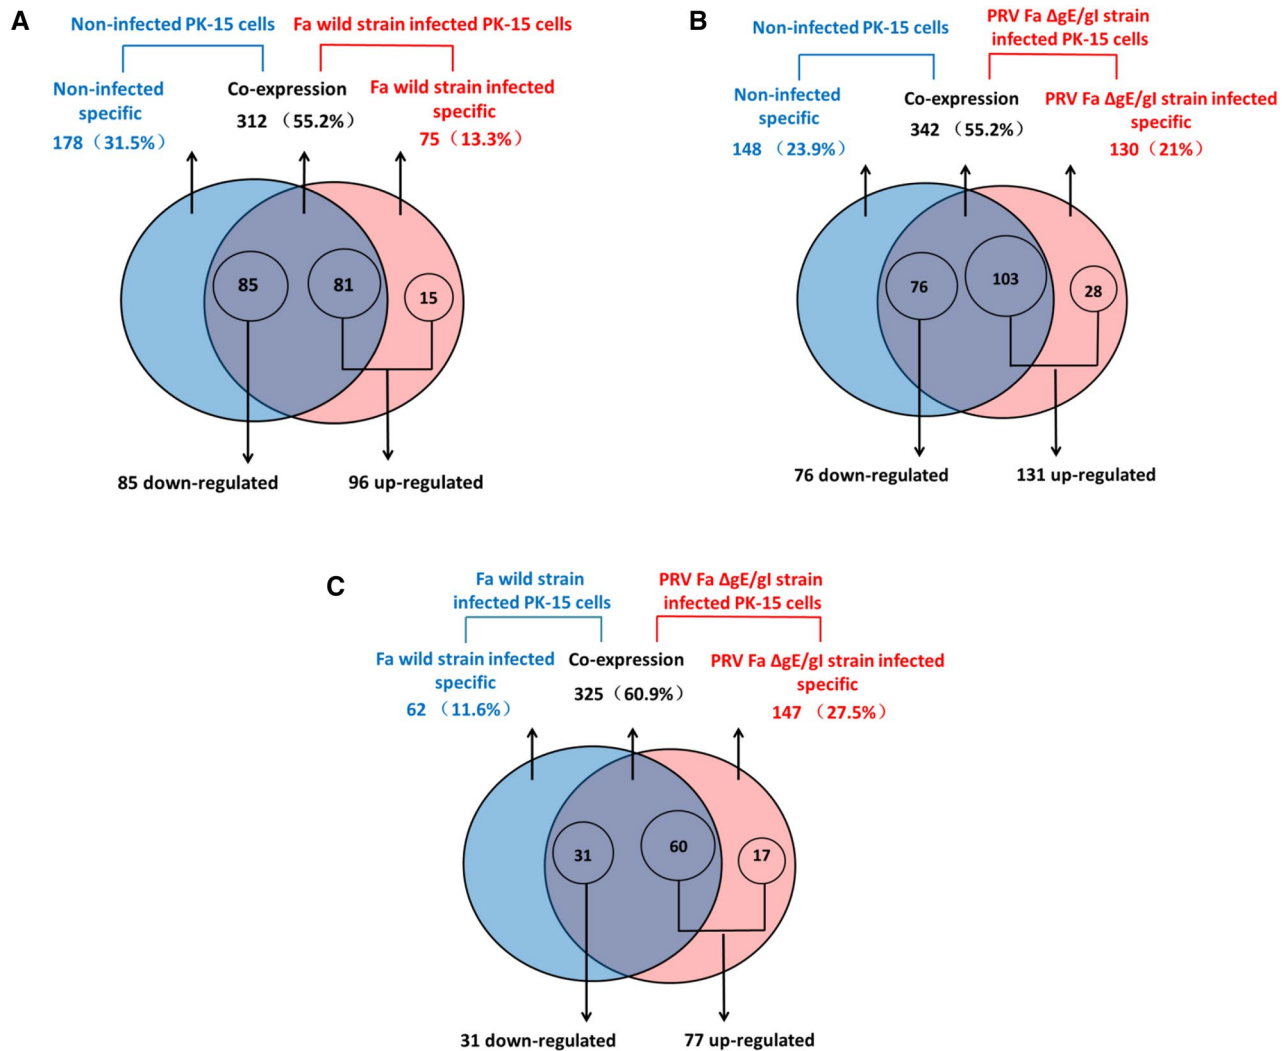 A
Non-infected PK-15 cells
Fa wild strain infected PK-15 cells
Non-infected
specific
178（31.5%）
Co-expression
312 （55.2%）
Fa wild strain infected
specific
75（13.3%）
85
81
15
85 down-regulated
96 up-regulated
B
Non-infected PK-15 cells
PRV Fa ΔgE/gI strain
infected PK-15 cells
Non-infected
specific
148 （23.9%）
Co-expression
342 （55.2%）
PRV Fa ΔgE/gI strain infected
specific
130（21%）
76
103
28
76 down-regulated
131 up-regulated
C
Fa wild strain
infected PK-15 cells
PRV Fa ΔgE/gI strain
infected PK-15 cells
Fa wild strain infected
specific
62 （11.6%）
Co-expression
325 （60.9%）
PRV Fa ΔgE/gI strain infected
specific
147 （27.5%）
31
60
17
31 down-regulated
77 up-regulated